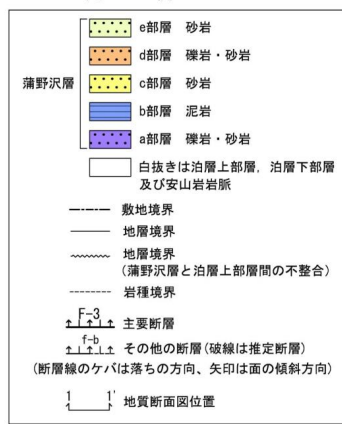 蒲野沢層
e部層 砂岩
d部層 礫岩・砂岩
c部層 砂岩
b部層 泥岩
a部層 礫岩・砂岩
白抜きは泊層上部層，泊層下部層
及び安山岩岩脈
敷地境界
地層境界
地層境界
(蒲野沢層と泊層上部層間の不整合)
岩種境界
F-3 主要断層
f-b その他の断層(破線は推定断層)
(断層線のケバは落ちの方向、矢印は面の傾斜方向)
1 1' 地質断面図位置